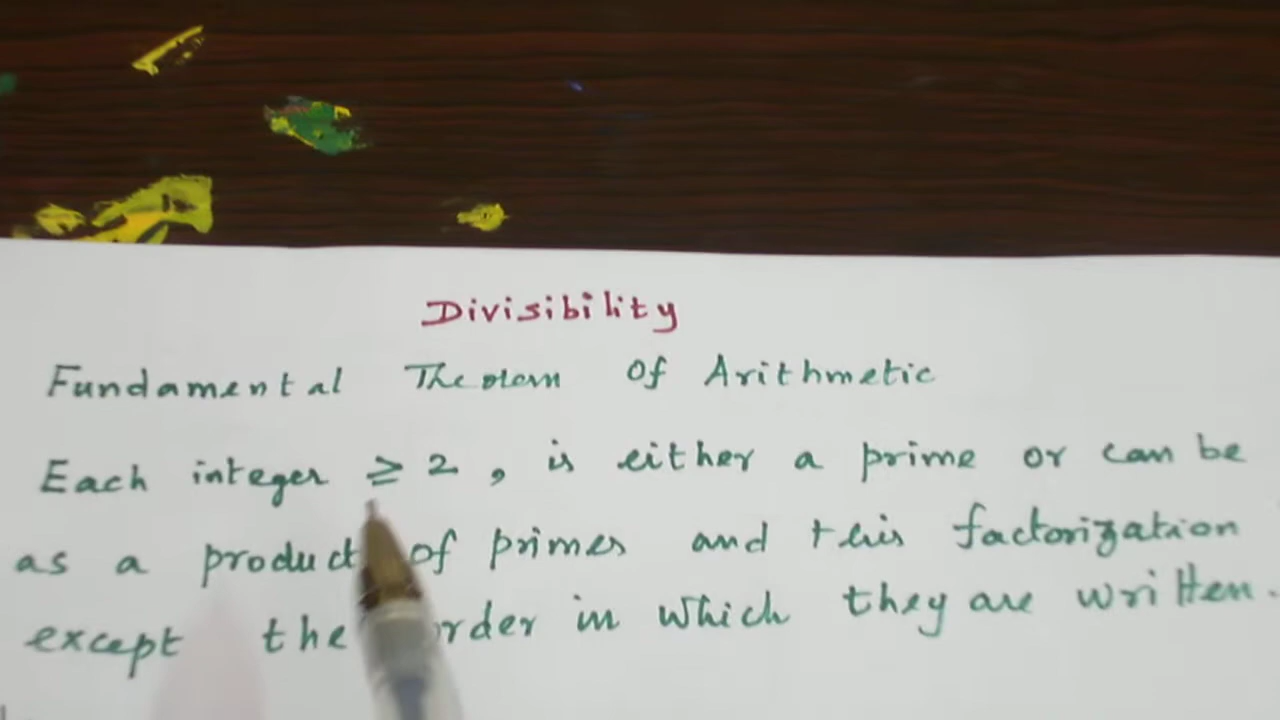 Divisibility
Fundamental Theorem Of Arithmetic
Each integer ≥ 2, is either a prime or can be
as a product of primes and this factorization
except the order in which they are written.